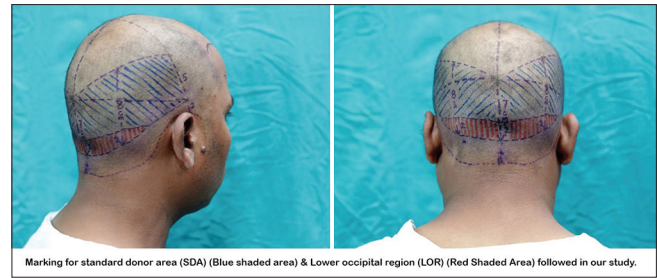 Marking for standard donor area (SDA) (Blue shaded area) & Lower occipital region (LOR) (Red Shaded Area) followed in our study.